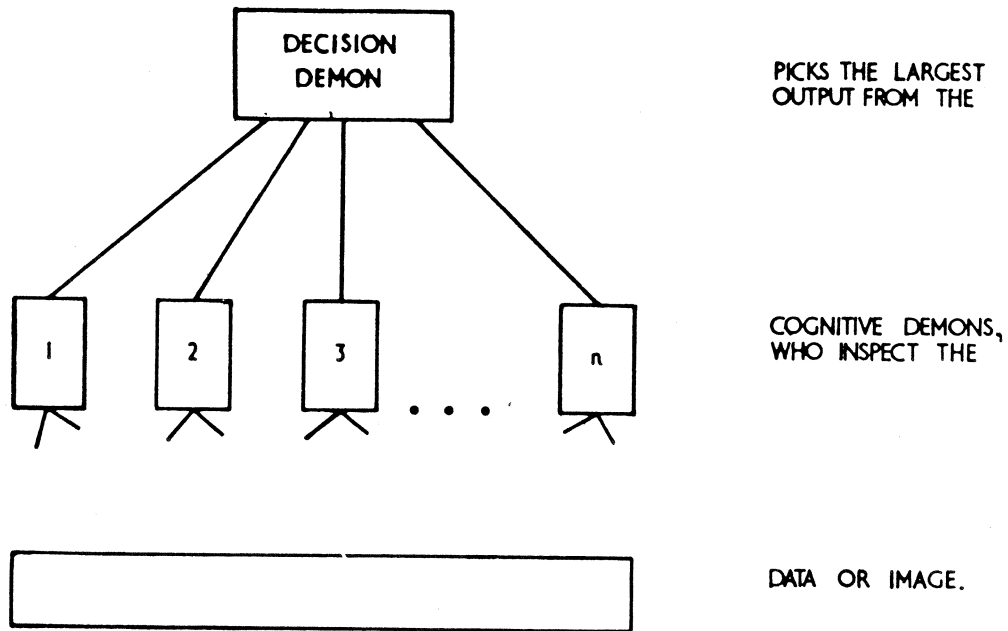 DECISION
DEMON
PICKS THE LARGEST
OUTPUT FROM THE
1
2
3
n
COGNITIVE DEMONS,
WHO INSPECT THE
DATA OR IMAGE.